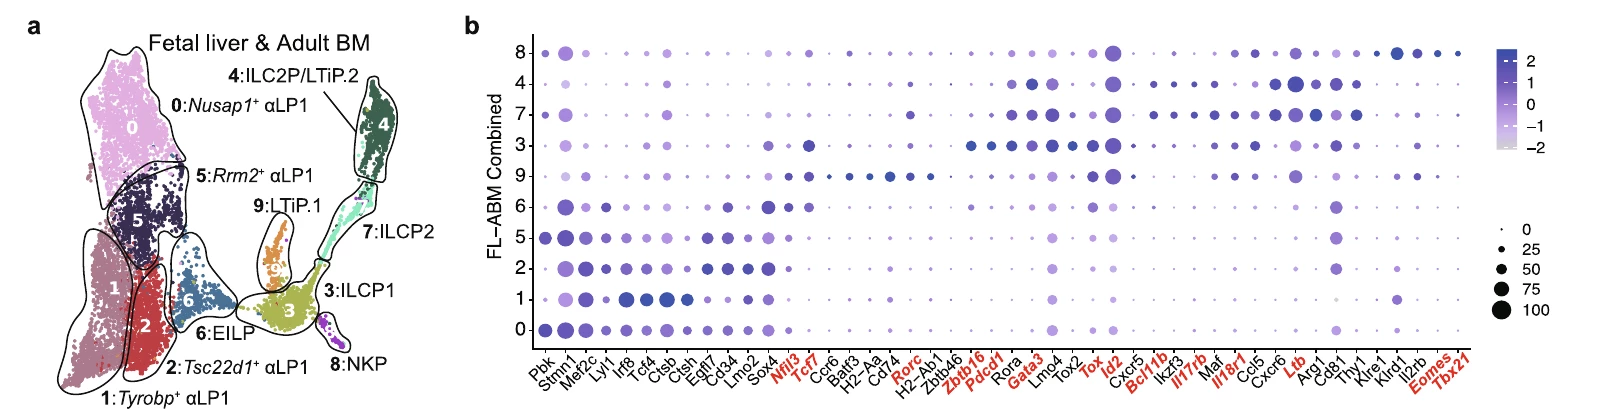 a
Fetal liver & Adult BM
4:ILC2P/LTiP.2
0:Nusap1+ αLP1
0
4
5:Rrm2+ αLP1
9:LTiP.1
5
7:ILCP2
9
1
3:ILCP1
6
3
2
6:EILP
8:NKP
2:Tsc22d1+ αLP1
1:Tyrobp+ αLP1
b
FL–ABM Combined
8
4
7
3
9
6
5
2
1
0
Pbk
Stmn1
Mef2c
Lyl1
Irf8
Tcf4
Ctsb
Ctsh
Egfl7
Cd34
Lmo2
Sox4
Nfil3
Tcf7
Ccr6
Batf3
H2–Aa
Cd74
Rorc
H2–Ab1
Zbtb46
Zbtb16
Pdcd1
Rora
Gata3
Lmo4
Tox2
Tox
Id2
Cxcr5
Bcl11b
Ikzf3
Il17rb
Maf
Il18r1
Ccl5
Cxcr6
Ltb
Arg1
Cd81
Thy1
Klre1
Klrd1
Il2rb
Eomes
Tbx21
2
1
0
−1
−2
0
25
50
75
100